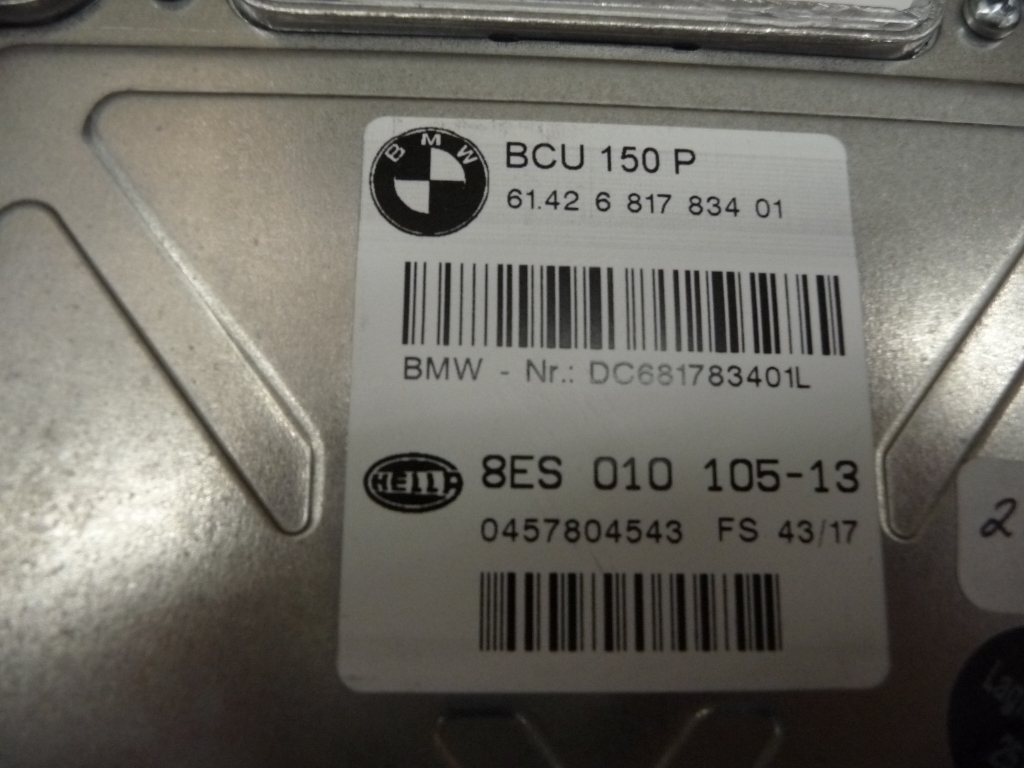 BMW
BCU 150 P
61.42 6 817 834 01
BMW - Nr.: DC681783401L
HELLA
8ES 010 105-13
0457804543 FS 43/17
2